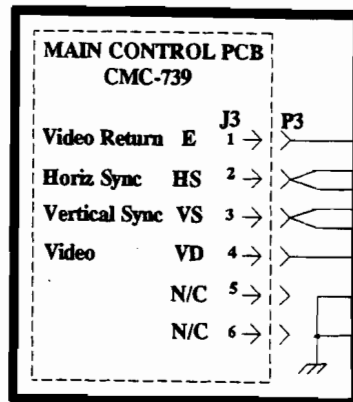 MAIN CONTROL PCB
CMC-739
J3 P3
Video Return E 1
Horiz Sync HS 2
Vertical Sync VS 3
Video VD 4
N/C 5
N/C 6